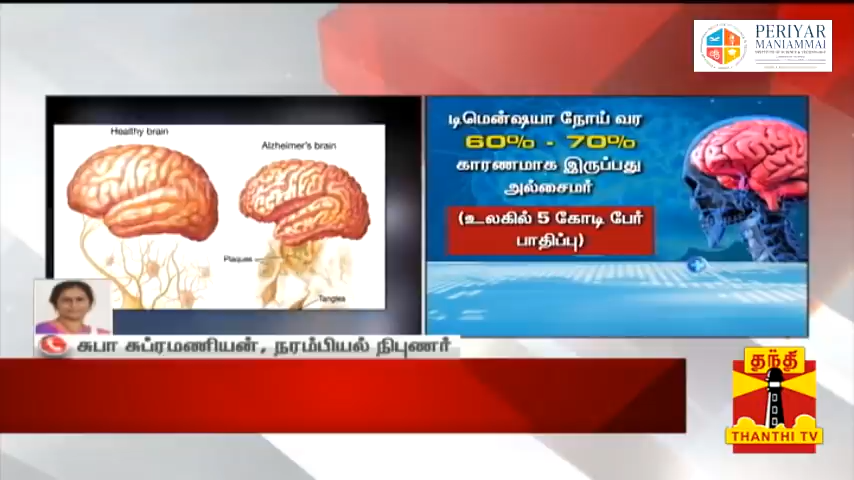 PERIYAR
MANIAMMAI
Healthy brain
Alzheimer's brain
Plaques
Tangles
டிமென்ஷயா நோய் வர
60% - 70%
காரணமாக இருப்பது
அல்சைமர்
(உலகில் 5 கோடி பேர்
பாதிப்பு)
சுபா சுப்ரமணியன், நரம்பியல் நிபுணர்
தந்தி
THANTHI TV